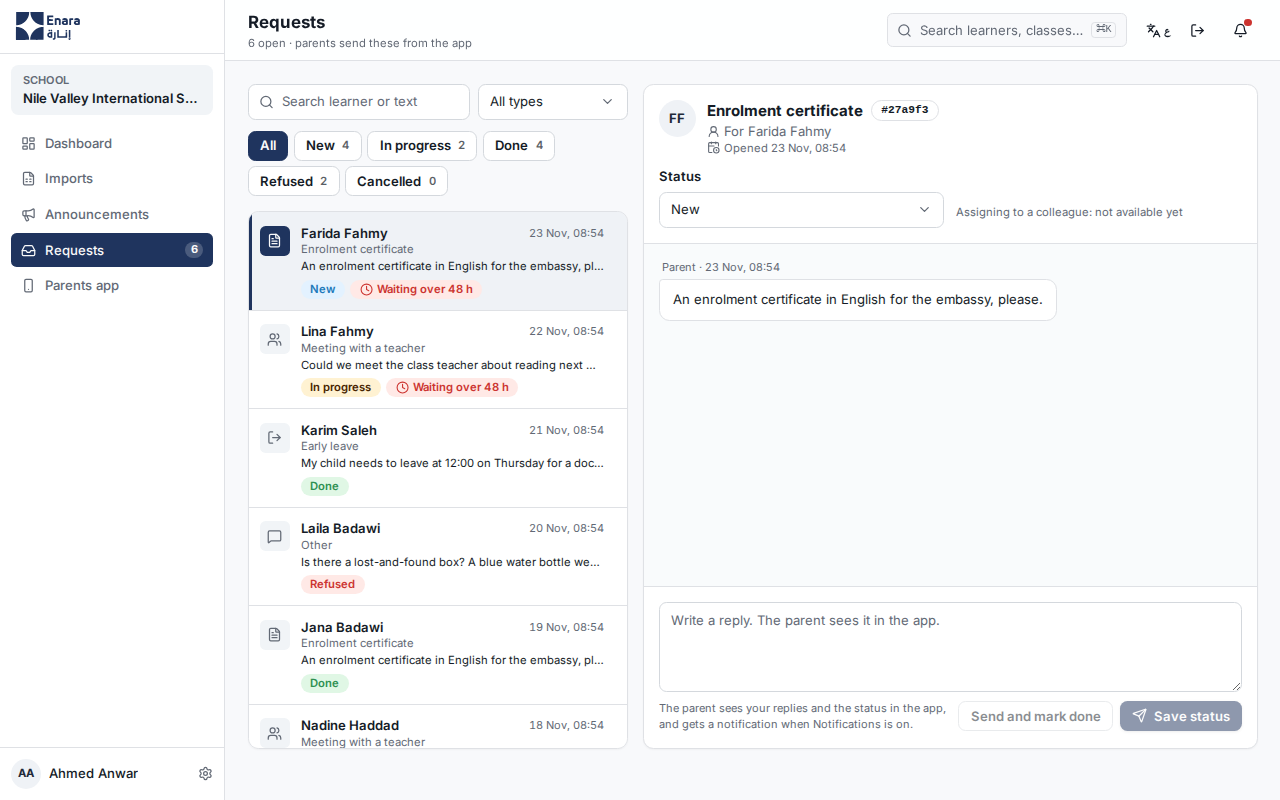 Enara
إنارة
SCHOOL
Nile Valley International S...
Dashboard
Imports
Announcements
Requests 6
Parents app
AA Ahmed Anwar
Requests
6 open · parents send these from the app
Search learners, classes... ⌘K
ع
Search learner or text
All types
All
New 4
In progress 2
Done 4
Refused 2
Cancelled 0
Farida Fahmy 23 Nov, 08:54
Enrolment certificate
An enrolment certificate in English for the embassy, pl...
New Waiting over 48 h
Lina Fahmy 22 Nov, 08:54
Meeting with a teacher
Could we meet the class teacher about reading next ...
In progress Waiting over 48 h
Karim Saleh 21 Nov, 08:54
Early leave
My child needs to leave at 12:00 on Thursday for a doc...
Done
Laila Badawi 20 Nov, 08:54
Other
Is there a lost-and-found box? A blue water bottle we...
Refused
Jana Badawi 19 Nov, 08:54
Enrolment certificate
An enrolment certificate in English for the embassy, pl...
Done
Nadine Haddad 18 Nov, 08:54
Meeting with a teacher
FF
Enrolment certificate #27a9f3
For Farida Fahmy
Opened 23 Nov, 08:54
Status
New
Assigning to a colleague: not available yet
Parent · 23 Nov, 08:54
An enrolment certificate in English for the embassy, please.
Write a reply. The parent sees it in the app.
The parent sees your replies and the status in the app,
and gets a notification when Notifications is on.
Send and mark done
Save status